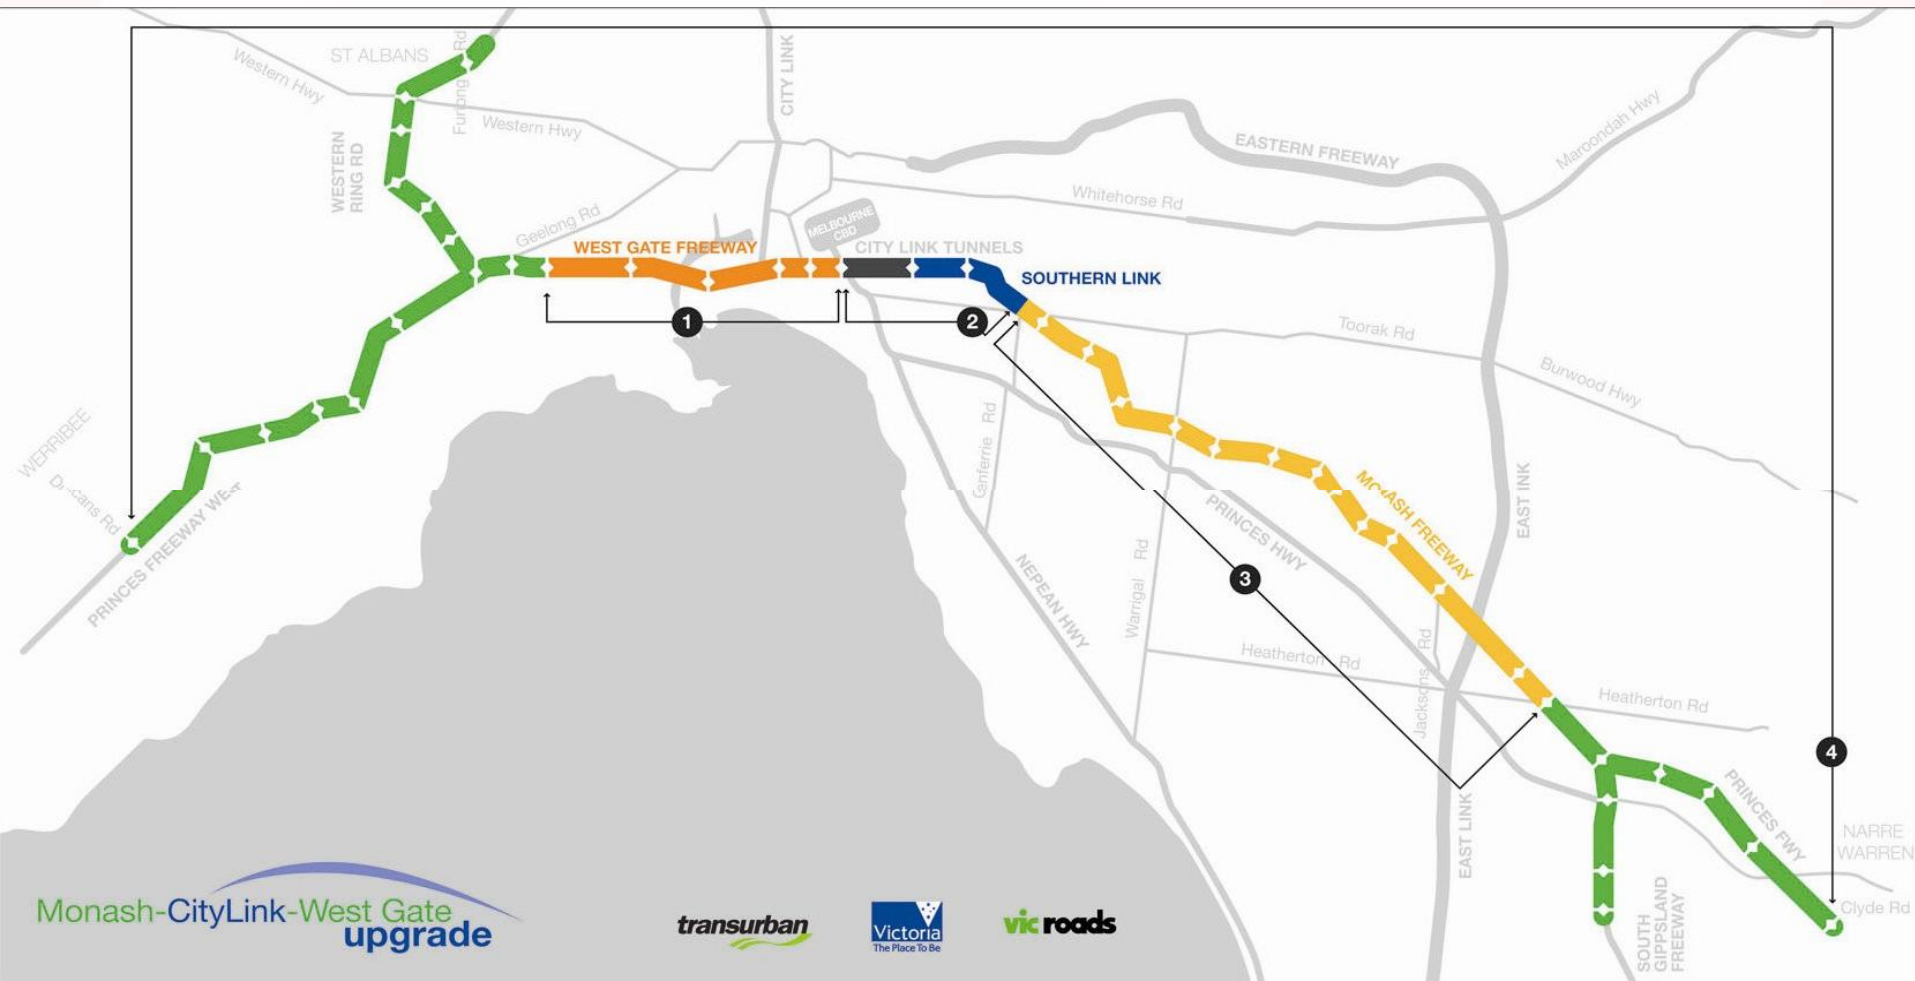 ST ALBANS
Furlong Rd
CITY LINK
Western Hwy
Western Hwy
WESTERN
RING RD
EASTERN FREEWAY
Maroondah Hwy
Whitehorse Rd
Geelong Rd
MELBOURNE
CBD
WEST GATE FREEWAY
CITY LINK TUNNELS
SOUTHERN LINK
1
2
Toorak Rd
Burwood Hwy
WERRIBEE
Rd
PRINCES FREEWAY
Rd
MONASH FREEWAY
EAST
PRINCES HWY
NEPEAN HWY
3
Warrigal Rd
Heatherton Rd
Jacksons Rd
Heatherton Rd
4
EAST LINK
PRINCES FWY
NARRE
WARREN
Clyde Rd
SOUTH
GIPPSLAND
FREEWAY
Monash-CityLink-West Gate
upgrade
transurban
Victoria
The Place To Be
vicroads